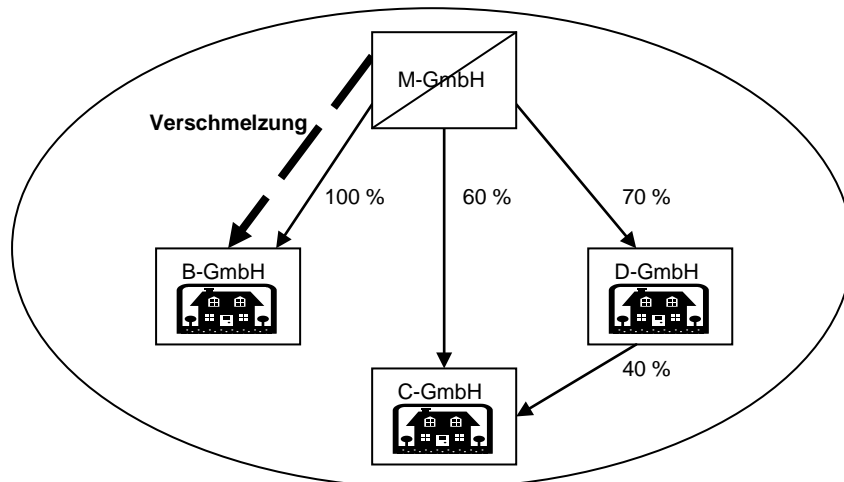 M-GmbH
Verschmelzung
100 %
60 %
70 %
B-GmbH
D-GmbH
40 %
C-GmbH